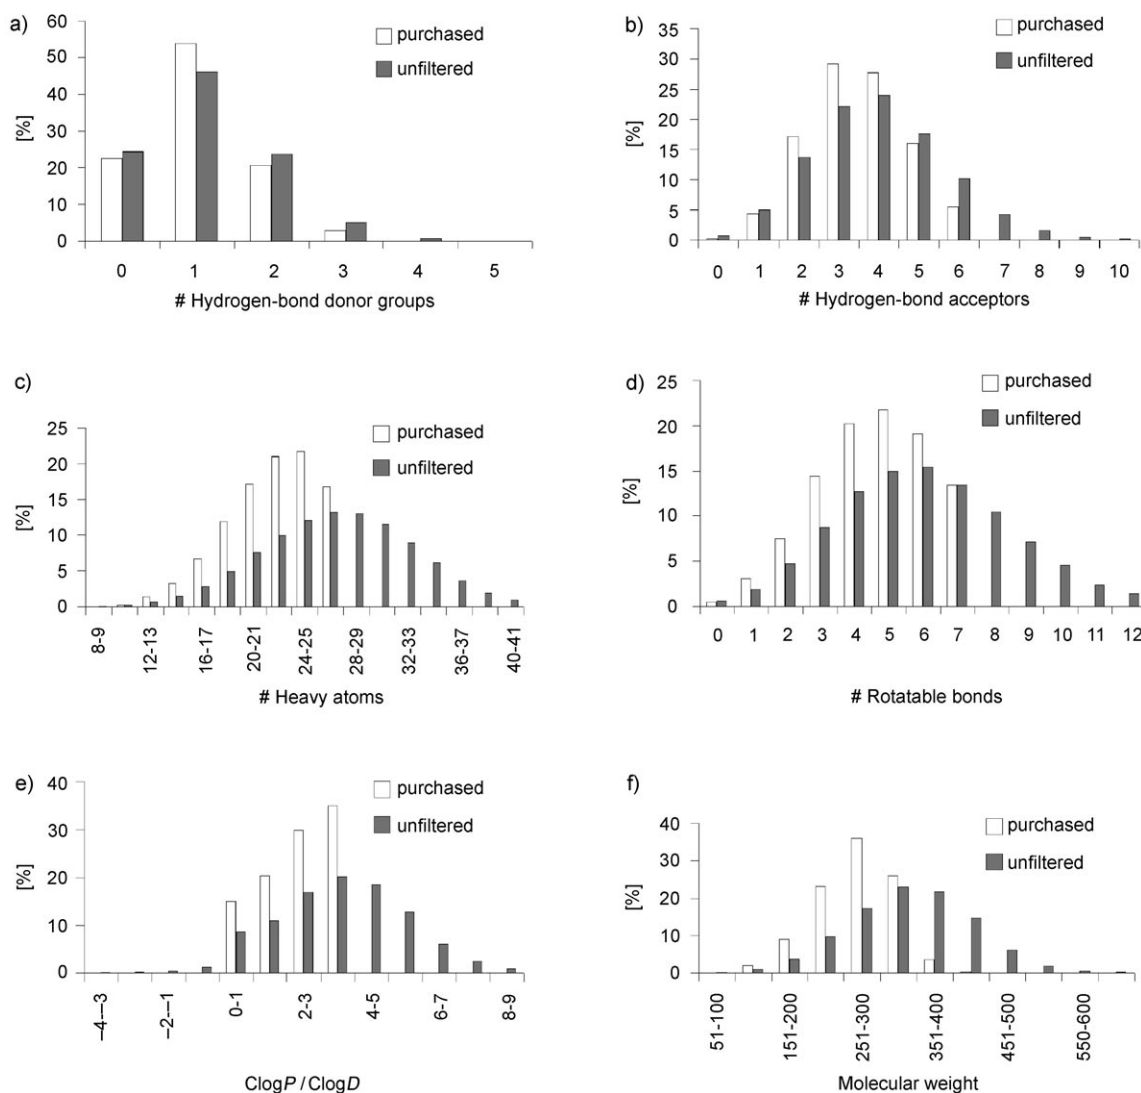 a)
60
50
40
30
20
10
0
[%]
purchased
unfiltered
0 1 2 3 4 5
# Hydrogen-bond donor groups
b)
35
30
25
20
15
10
5
0
[%]
purchased
unfiltered
0 1 2 3 4 5 6 7 8 9 10
# Hydrogen-bond acceptors
c)
25
20
15
10
5
0
[%]
purchased
unfiltered
8-9 12-13 16-17 20-21 24-25 28-29 32-33 36-37 40-41
# Heavy atoms
d)
25
20
15
10
5
0
[%]
purchased
unfiltered
0 1 2 3 4 5 6 7 8 9 10 11 12
# Rotatable bonds
e)
40
30
20
10
0
[%]
purchased
unfiltered
–4-–3 –2-–1 0-1 2-3 4-5 6-7 8-9
ClogP / ClogD
f)
40
30
20
10
0
[%]
purchased
unfiltered
51-100 151-200 251-300 351-400 451-500 550-600
Molecular weight